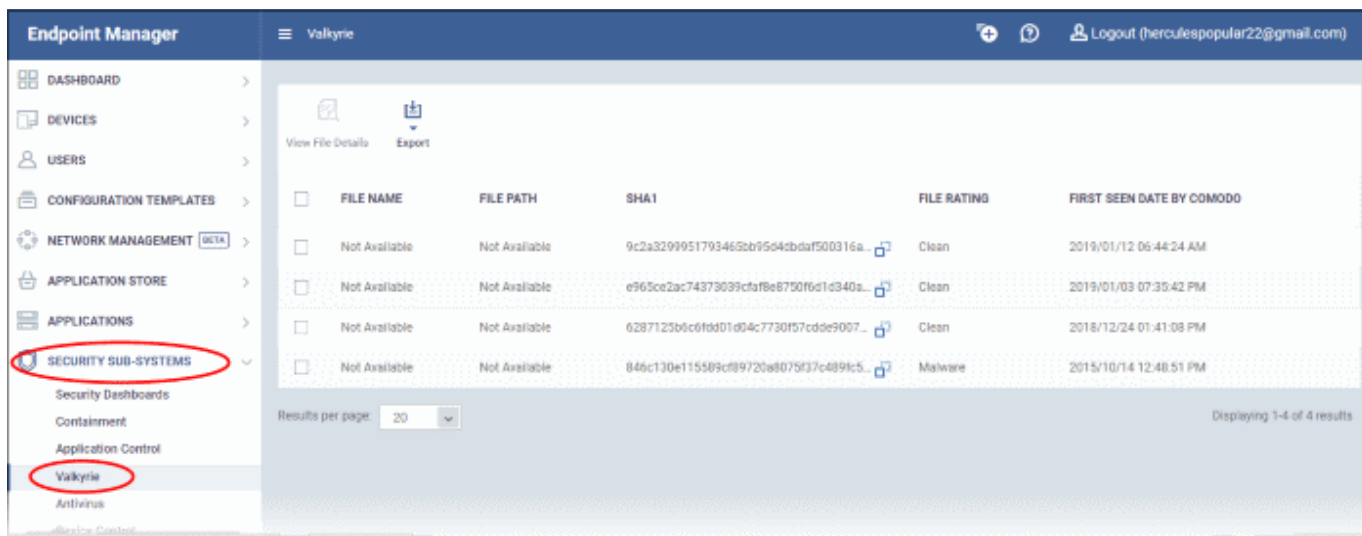 Endpoint Manager
Valkyrie
Logout (herculespopular22@gmail.com)
DASHBOARD
DEVICES
USERS
CONFIGURATION TEMPLATES
NETWORK MANAGEMENT BETA
APPLICATION STORE
APPLICATIONS
SECURITY SUB-SYSTEMS
Security Dashboards
Containment
Application Control
Valkyrie
Antivirus
Device Control
View File Details
Export
FILE NAME FILE PATH SHA1 FILE RATING FIRST SEEN DATE BY COMODO
Not Available Not Available 9c2a3299951793465bb95d4dbdaf500316a... Clean 2019/01/12 06:44:24 AM
Not Available Not Available e965ce2ac74373039cfaf8e8750f6d1d340a... Clean 2019/01/03 07:35:42 PM
Not Available Not Available 6287125b6c6fdd01d04c7730f57cdde9007... Clean 2018/12/24 01:41:08 PM
Not Available Not Available 846c130e115589cf89720a8075f37c489fc5... Malware 2015/10/14 12:48:51 PM
Results per page: 20
Displaying 1-4 of 4 results